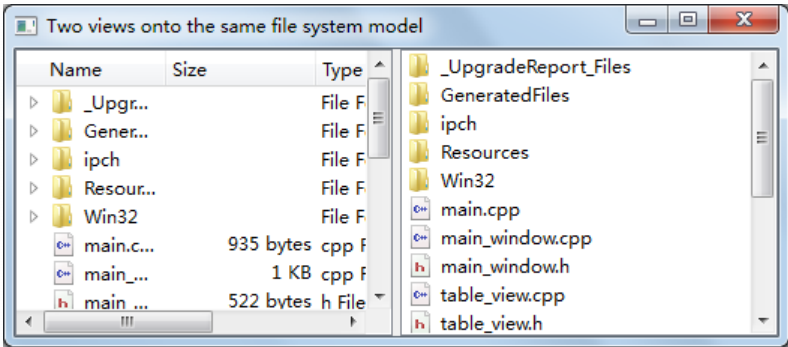 Two views onto the same file system model
Name Size Type
_Upgr... File F
Gener... File F
ipch File F
Resour... File F
Win32 File F
main.c... 935 bytes cpp F
main_... 1 KB cpp F
main ... 522 bytes h File
_UpgradeReport_Files
GeneratedFiles
ipch
Resources
Win32
main.cpp
main_window.cpp
main_window.h
table_view.cpp
table_view.h